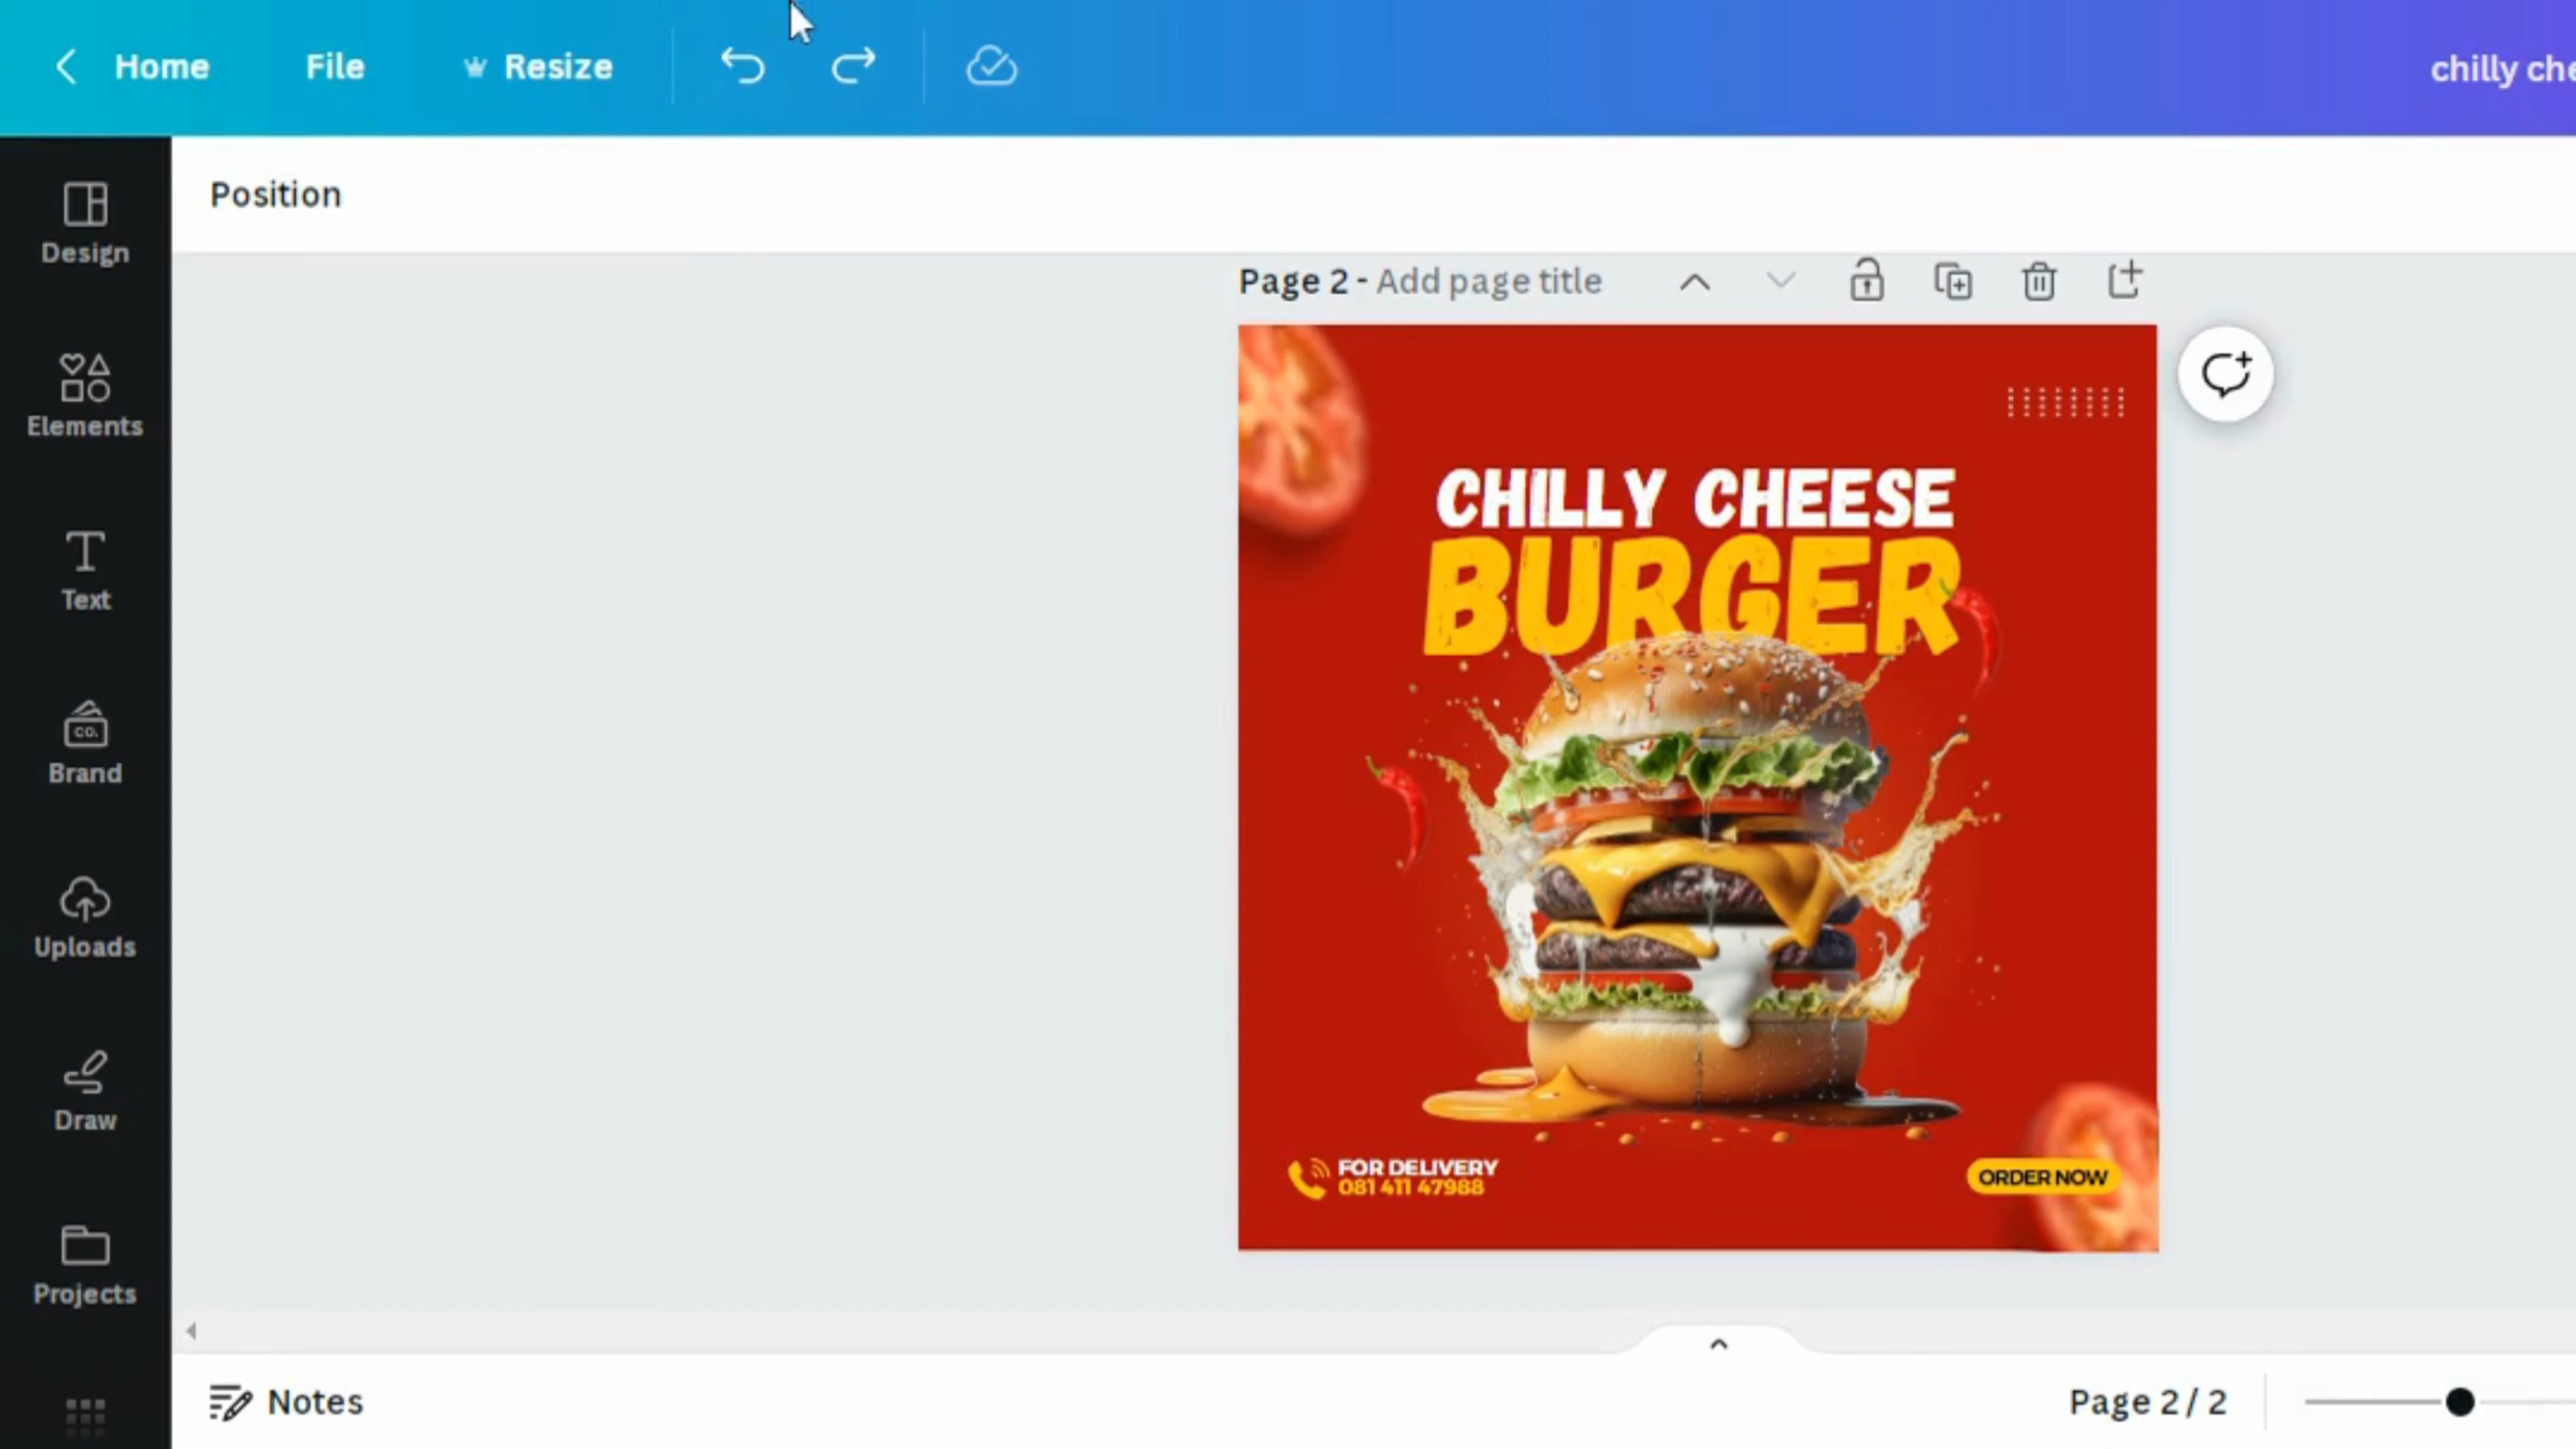 Home File Resize
chilly che
Position
Design
Elements
Text
Brand
CO.
Uploads
Draw
Projects
Page 2 - Add page title
CHILLY CHEESE
BURGER
FOR DELIVERY
081 411 47988
ORDER NOW
Notes
Page 2 / 2